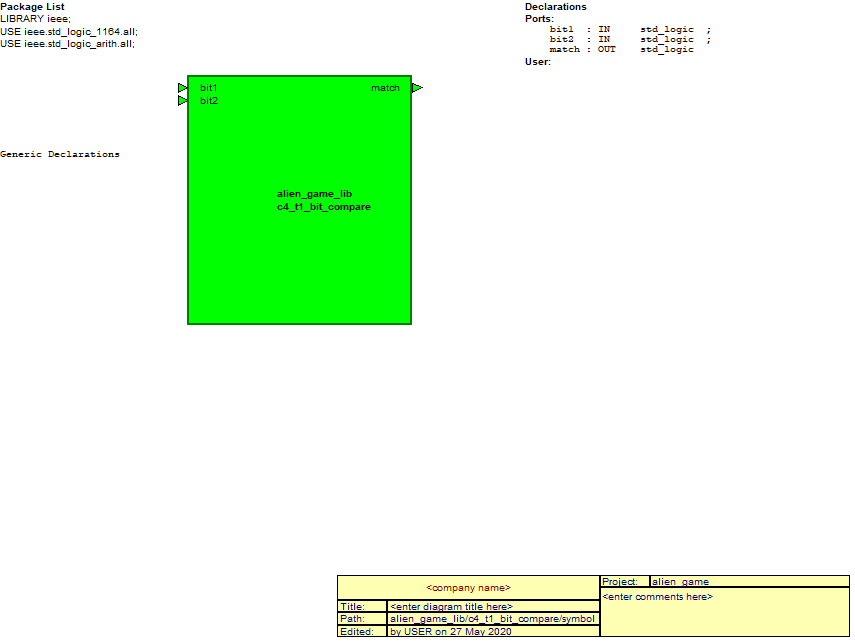 Package List
LIBRARY ieee;
USE ieee.std_logic_1164.all;
USE ieee.std_logic_arith.all;
Declarations
Ports:
bit1 : IN std_logic ;
bit2 : IN std_logic ;
match : OUT std_logic
User:
bit1 match
bit2
Generic Declarations
alien_game_lib
c4_t1_bit_compare
<company name>
Title: <enter diagram title here>
Path: alien_game_lib/c4_t1_bit_compare/symbol
Edited: by USER on 27 May 2020
Project: alien_game
<enter comments here>